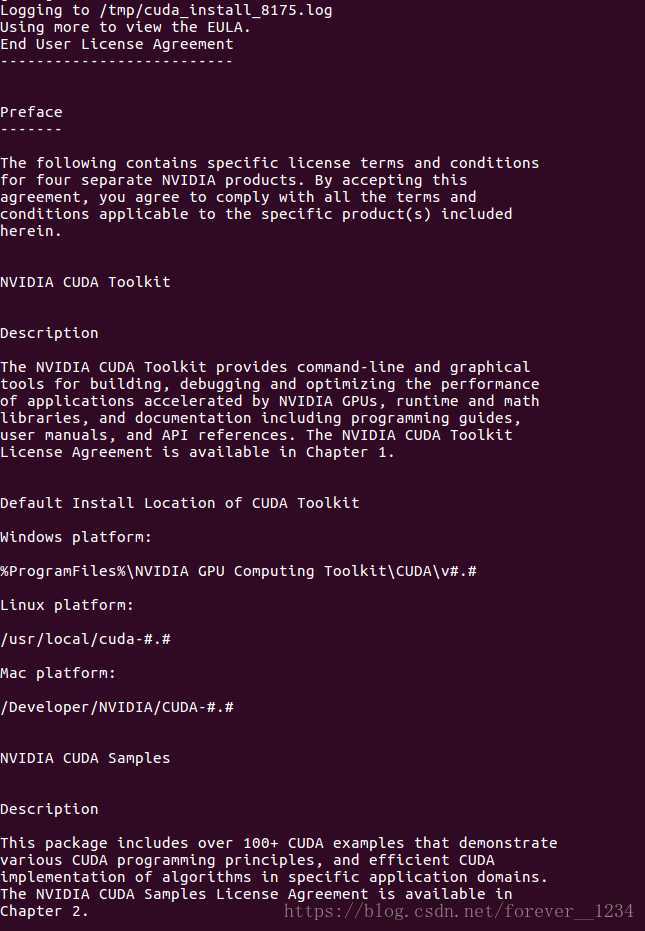 Logging to /tmp/cuda_install_8175.log
Using more to view the EULA.
End User License Agreement
--------------------------
Preface
-------
The following contains specific license terms and conditions
for four separate NVIDIA products. By accepting this
agreement, you agree to comply with all the terms and
conditions applicable to the specific product(s) included
herein.
NVIDIA CUDA Toolkit
Description
The NVIDIA CUDA Toolkit provides command-line and graphical
tools for building, debugging and optimizing the performance
of applications accelerated by NVIDIA GPUs, runtime and math
libraries, and documentation including programming guides,
user manuals, and API references. The NVIDIA CUDA Toolkit
License Agreement is available in Chapter 1.
Default Install Location of CUDA Toolkit
Windows platform:
%ProgramFiles%\NVIDIA GPU Computing Toolkit\CUDA\v#.#
Linux platform:
/usr/local/cuda-#.#
Mac platform:
/Developer/NVIDIA/CUDA-#.#
NVIDIA CUDA Samples
Description
This package includes over 100+ CUDA examples that demonstrate
various CUDA programming principles, and efficient CUDA
implementation of algorithms in specific application domains.
The NVIDIA CUDA Samples License Agreement is available in
Chapter 2.
https://blog.csdn.net/forever__1234